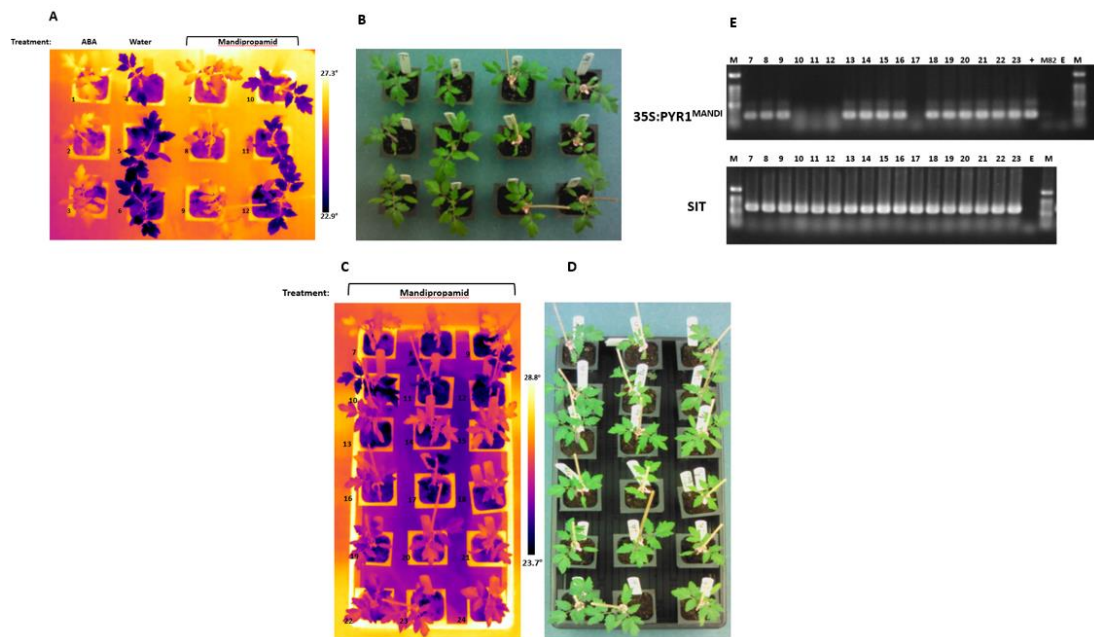 A
B
Treatment: ABA Water Mandipropamid
27.3°
22.9°
1 4 7 10
2 5 8 11
3 6 9 12
E
M 7 8 9 10 11 12 13 14 15 16 17 18 19 20 21 22 23 + M82 E M
35S:PYR1MANDI
M 7 8 9 10 11 12 13 14 15 16 17 18 19 20 21 22 23 E M
SIT
C
D
Treatment: Mandipropamid
28.8°
23.7°
7
10 11 12
13
16 17 18
19 20 21
22 23 24